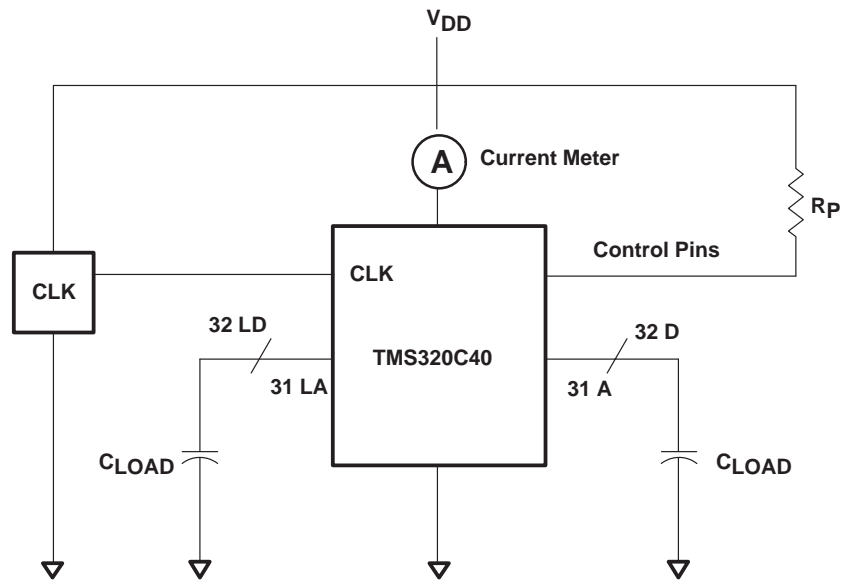 VDD
A
Current Meter
RP
Control Pins
CLK
CLK
32 LD
32 D
TMS320C40
31 LA
31 A
CLOAD
CLOAD